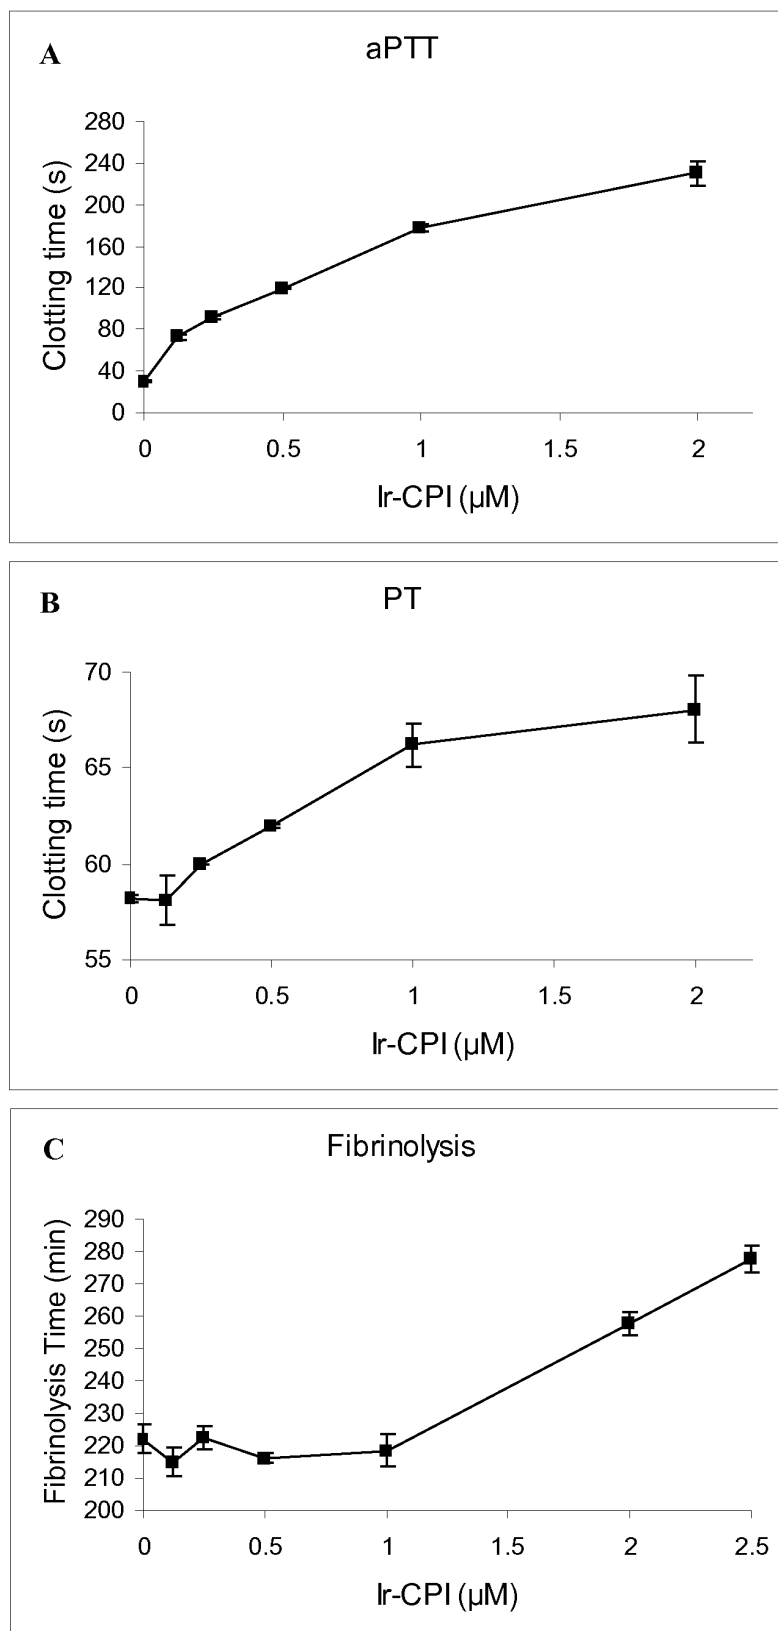 A
aPTT
Clotting time (s)
280
240
200
160
120
80
40
0
0 0.5 1 1.5 2
Ir-CPI (µM)
B
PT
Clotting time (s)
70
65
60
55
0 0.5 1 1.5 2
Ir-CPI (µM)
C
Fibrinolysis
Fibrinolysis Time (min)
290
280
270
260
250
240
230
220
210
200
0 0.5 1 1.5 2 2.5
Ir-CPI (µM)